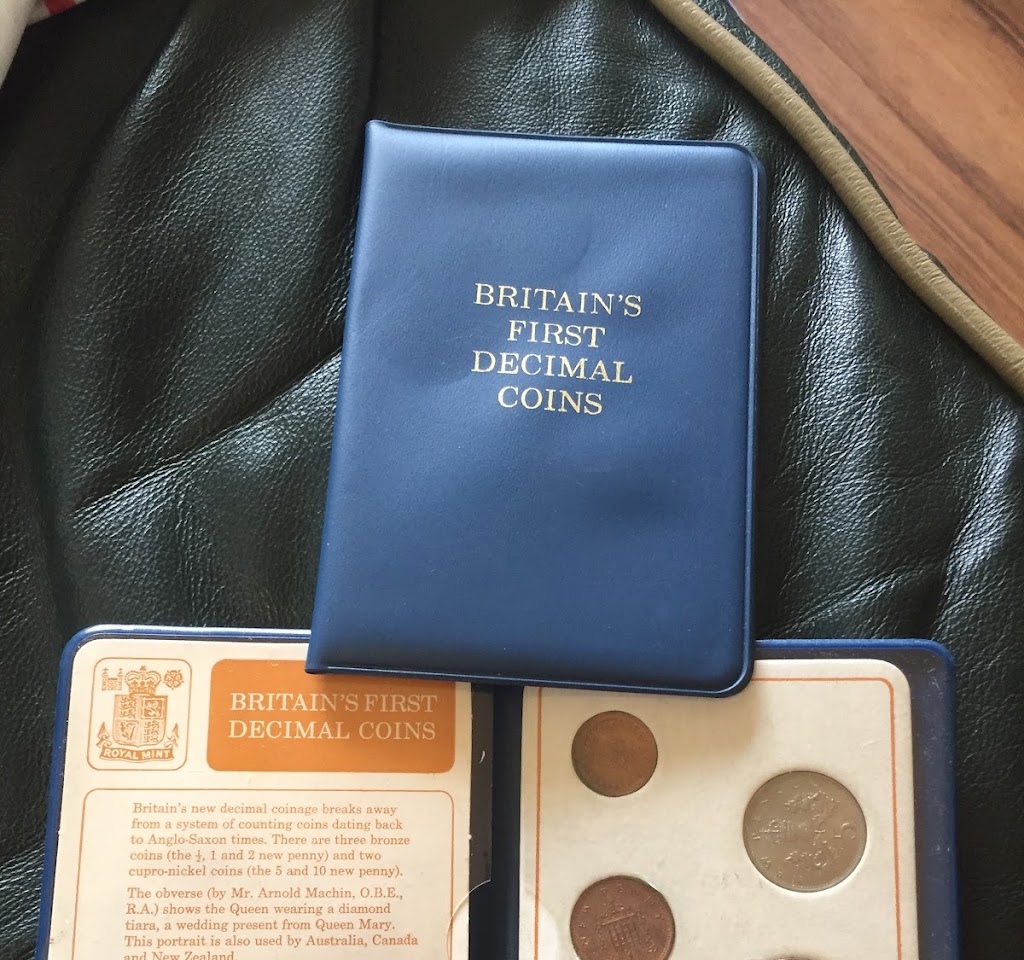 BRITAIN'S
FIRST
DECIMAL
COINS
ROYAL MINT
BRITAIN'S FIRST
DECIMAL COINS
Britain's new decimal coinage breaks away
from a system of counting coins dating back
to Anglo-Saxon times. There are three bronze
coins (the ½, 1 and 2 new penny) and two
cupro-nickel coins (the 5 and 10 new penny).
The obverse (by Mr. Arnold Machin, O.B.E.,
R.A.) shows the Queen wearing a diamond
tiara, a wedding present from Queen Mary.
This portrait is also used by Australia, Canada
and New Zealand.